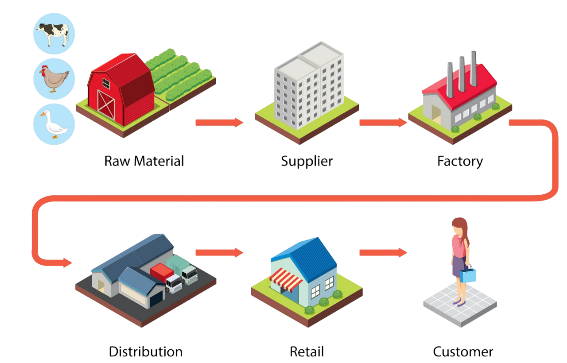 Raw Material
Supplier
Factory
Distribution
Retail
Customer